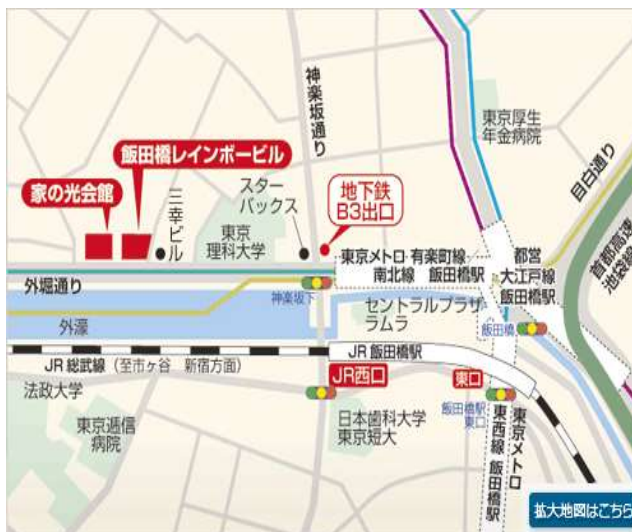 神楽坂通り
東京厚生
年金病院
目白通り
首都高速
池袋線
飯田橋レインボービル
家の光会館
三幸ビル
スター
バックス
地下鉄
B3出口
東京
理科大学
東京メトロ 有楽町線
南北線 飯田橋駅
都営
大江戸線
飯田橋駅
外堀通り
神楽坂下
セントラルプラザ
ラムラ
飯田橋
外濠
JR 飯田橋駅
JR 総武線(至市ヶ谷 新宿方面)
JR西口
東口
法政大学
飯田橋駅
東口
東京逓信
病院
日本歯科大学
東京短大
東京メトロ
東西線 飯田橋駅
拡大地図はこちら